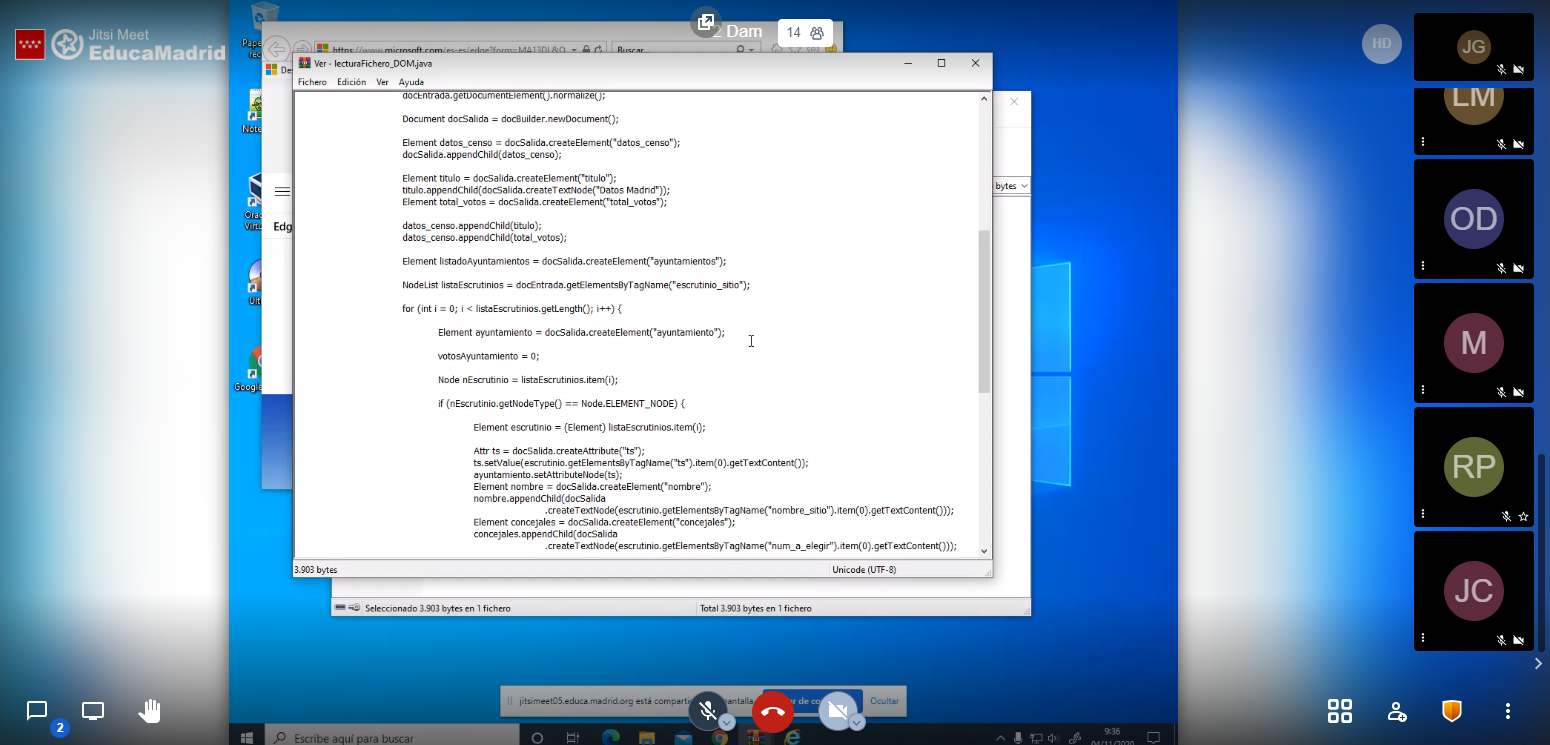 Jitsi Meet
EducaMadrid
2 Dam
14
HD
JG
LM
OD
M
RP
JC
https://www.microsoft.com/es-es/edge?form=MA13DL&O
Buscar...
Ver - lecturaFichero_DOM.java
Fichero Edición Ver Ayuda
docEntrada.getDocumentElement().normalize();
Document docSalida = docBuilder.newDocument();
Element datos_censo = docSalida.createElement("datos_censo");
docSalida.appendChild(datos_censo);
Element titulo = docSalida.createElement("titulo");
titulo.appendChild(docSalida.createTextNode("Datos Madrid"));
Element total_votos = docSalida.createElement("total_votos");
datos_censo.appendChild(titulo);
datos_censo.appendChild(total_votos);
Element listadoAyuntamientos = docSalida.createElement("ayuntamientos");
NodeList listaEscrutinios = docEntrada.getElementsByTagName("escrutinio_sitio");
for (int i = 0; i < listaEscrutinios.getLength(); i++) {
Element ayuntamiento = docSalida.createElement("ayuntamiento");
votosAyuntamiento = 0;
Node nEscrutinio = listaEscrutinios.item(i);
if (nEscrutinio.getNodeType() == Node.ELEMENT_NODE) {
Element escrutinio = (Element) listaEscrutinios.item(i);
Attr ts = docSalida.createAttribute("ts");
ts.setValue(escrutinio.getElementsByTagName("ts").item(0).getTextContent());
ayuntamiento.setAttributeNode(ts);
Element nombre = docSalida.createElement("nombre");
nombre.appendChild(docSalida
.createTextNode(escrutinio.getElementsByTagName("nombre_sitio").item(0).getTextContent()));
Element concejales = docSalida.createElement("concejales");
concejales.appendChild(docSalida
.createTextNode(escrutinio.getElementsByTagName("num_a_elegir").item(0).getTextContent()));
3.903 bytes
Unicode (UTF-8)
bytes
Edg
Seleccionado 3.903 bytes en 1 fichero
Total 3.903 bytes en 1 fichero
jitsimeet05.educa.madrid.org está comparti
antalla
Ocultar
2
Escribe aquí para buscar
9:36
04/11/2020